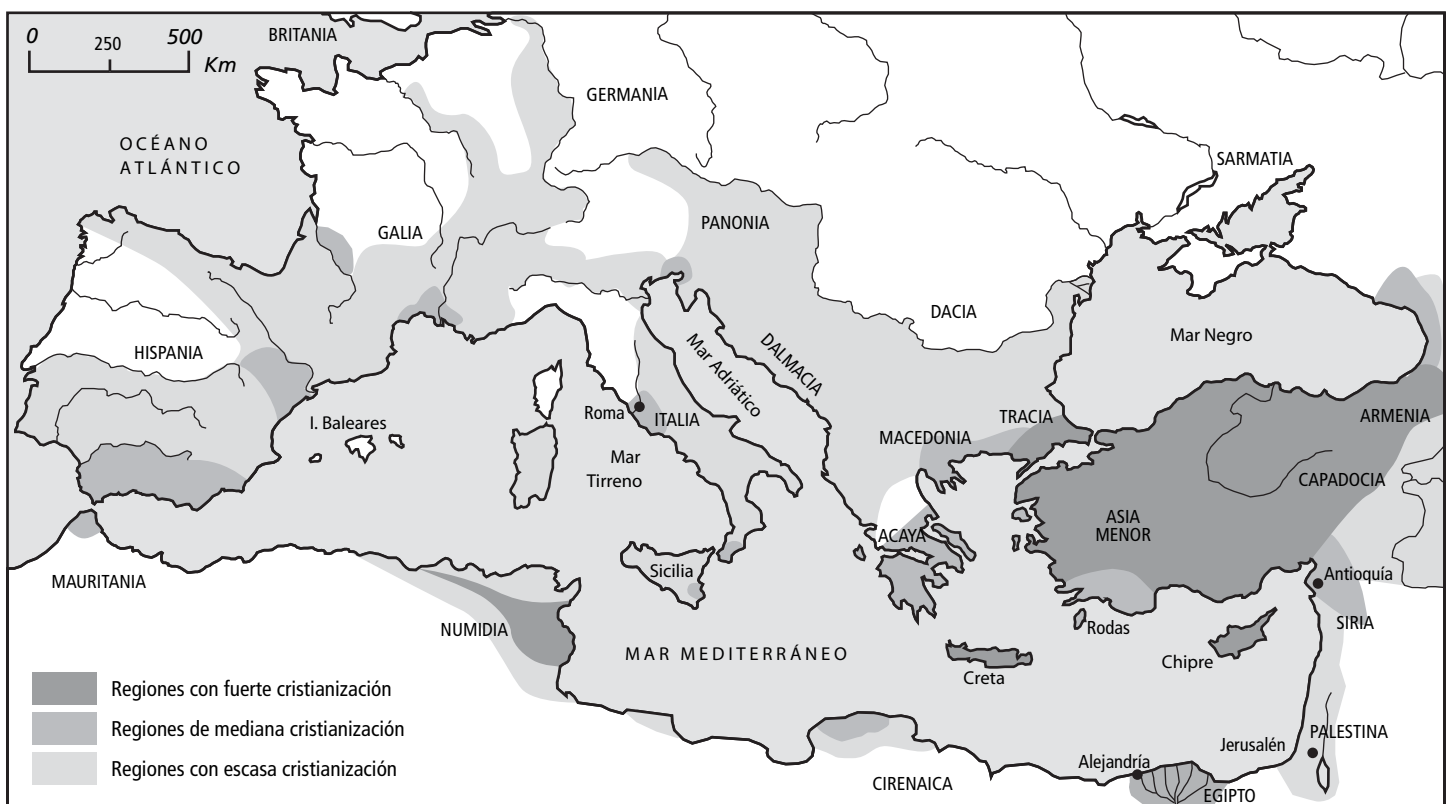 0 250 500
Km
BRITANIA
GERMANIA
OCÉANO
ATLÁNTICO
SARMATIA
GALIA
PANONIA
DACIA
Mar Negro
HISPANIA
Mar Adriático
DALMACIA
I. Baleares
Roma
ITALIA
TRACIA
ARMENIA
MACEDONIA
Mar
Tirreno
CAPADOCIA
ASIA
MENOR
ACAYA
Sicilia
Antioquía
MAURITANIA
NUMIDIA
Rodas
SIRIA
MAR MEDITERRÁNEO
Chipre
Creta
Regiones con fuerte cristianización
Regiones de mediana cristianización
Regiones con escasa cristianización
PALESTINA
Jerusalén
Alejandría
CIRENAICA
EGIPTO